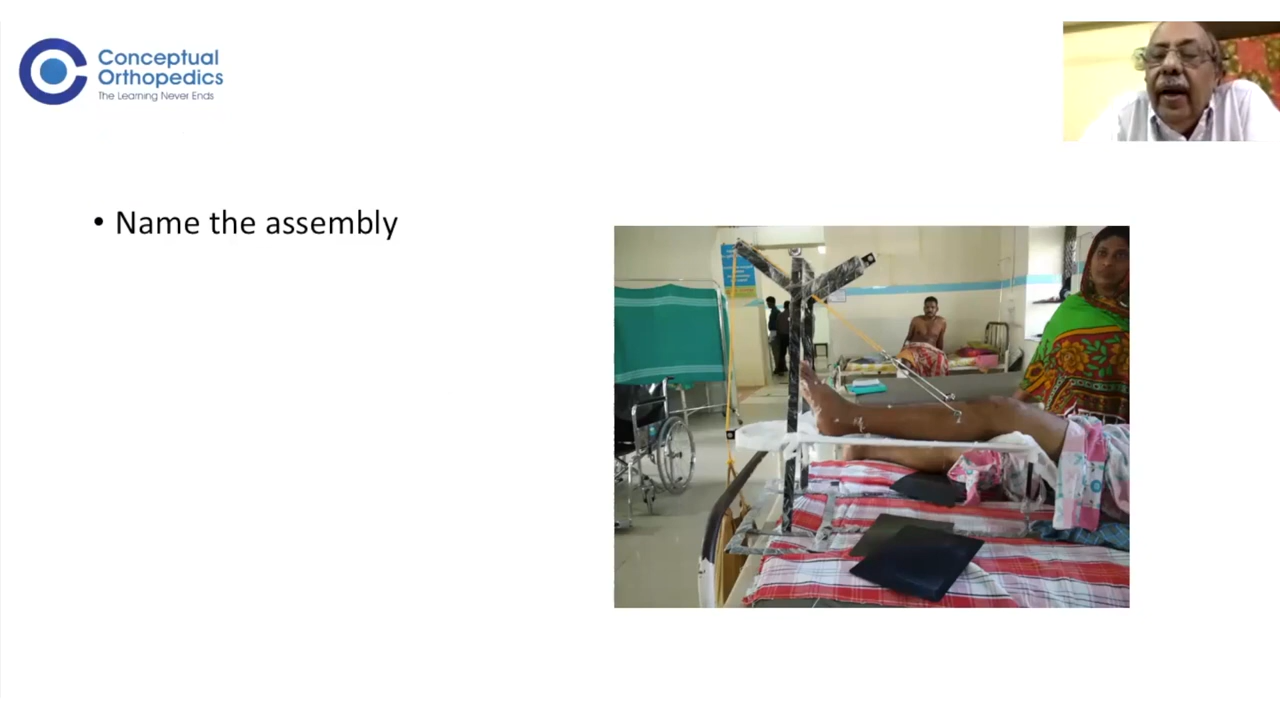 Conceptual
Orthopedics
The Learning Never Ends
• Name the assembly